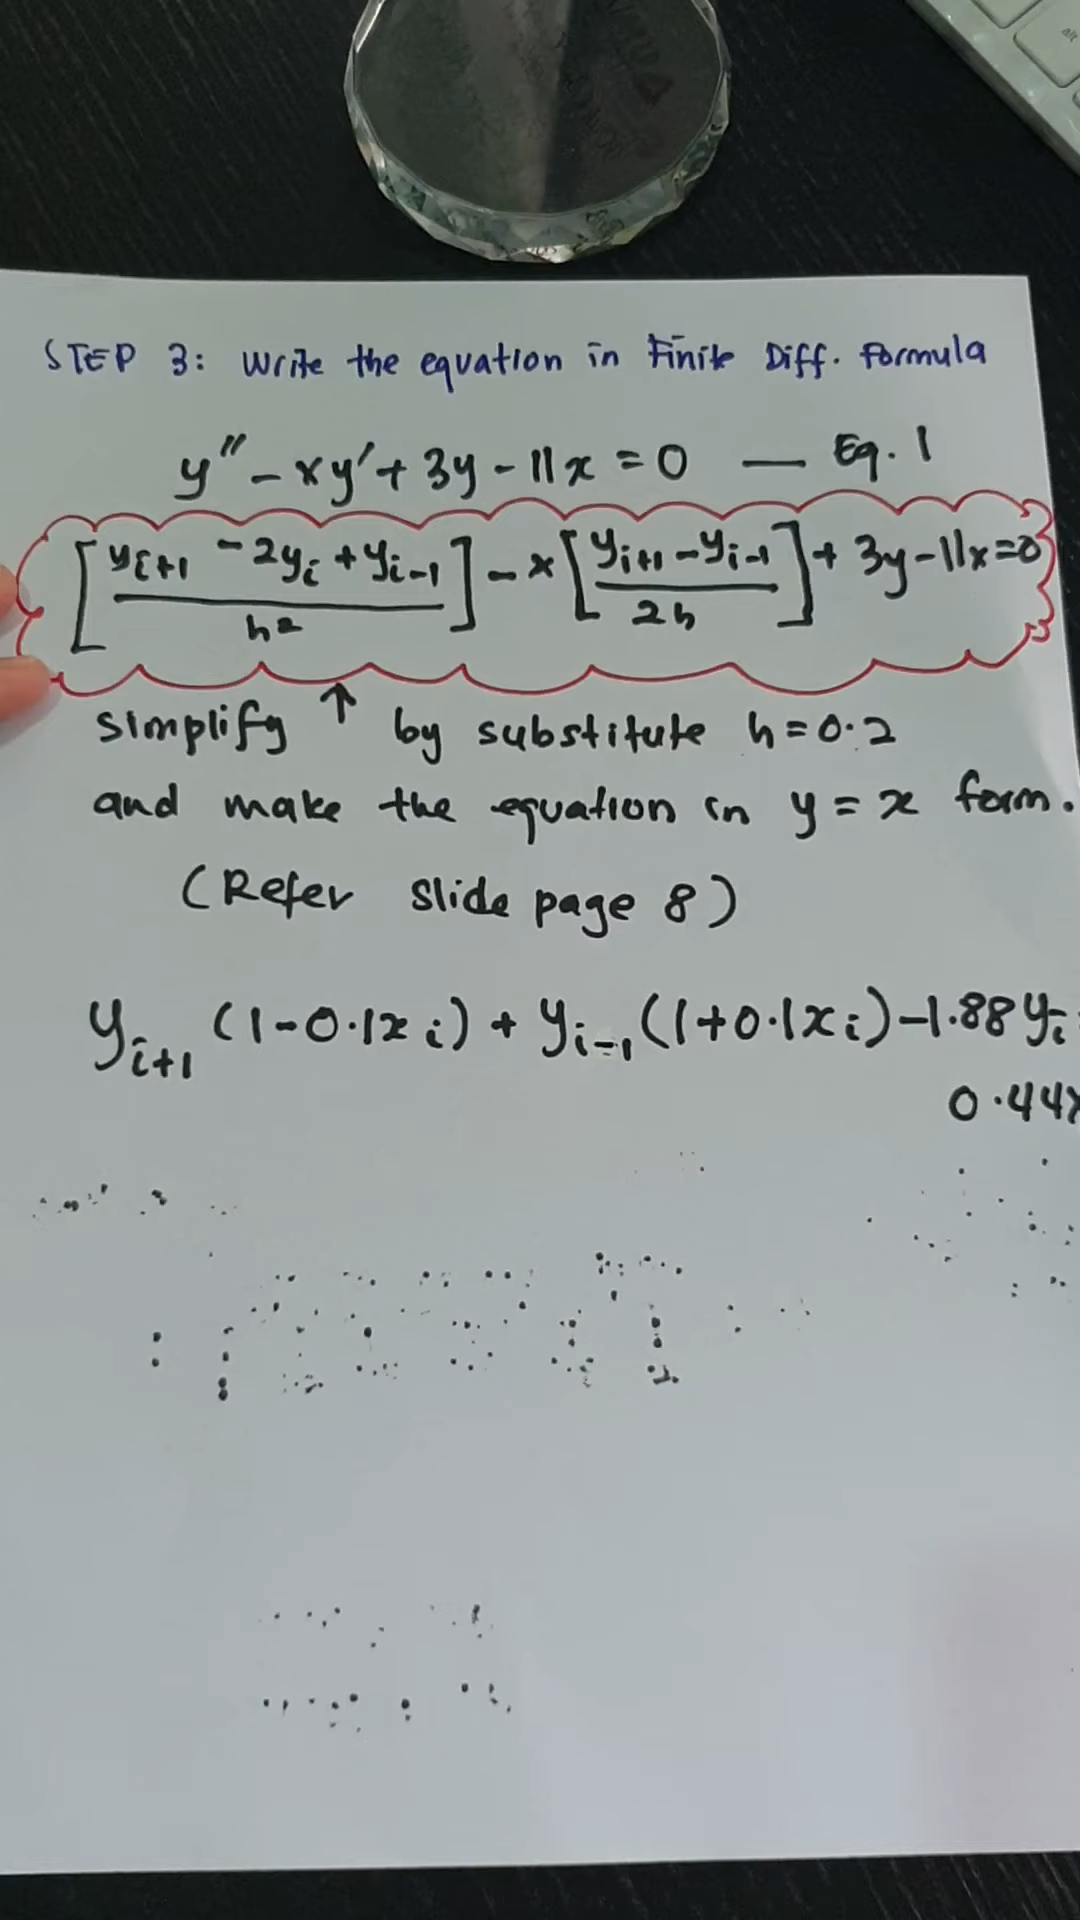 STEP 3: Write the equation in Finite Diff. Formula
y'' - xy' + 3y - 11x = 0 — Eq. 1
[ (y_{i+1} - 2y_i + y_{i-1}) / h² ] - x [ (y_{i+1} - y_{i-1}) / 2h ] + 3y - 11x = 0
simplify ↑ by substitute h = 0.2
and make the equation in y = x form.
(Refer slide page 8)
y_{i+1} (1 - 0.1x_i) + y_{i-1} (1 + 0.1x_i) - 1.88y_i =
0.44x
alt